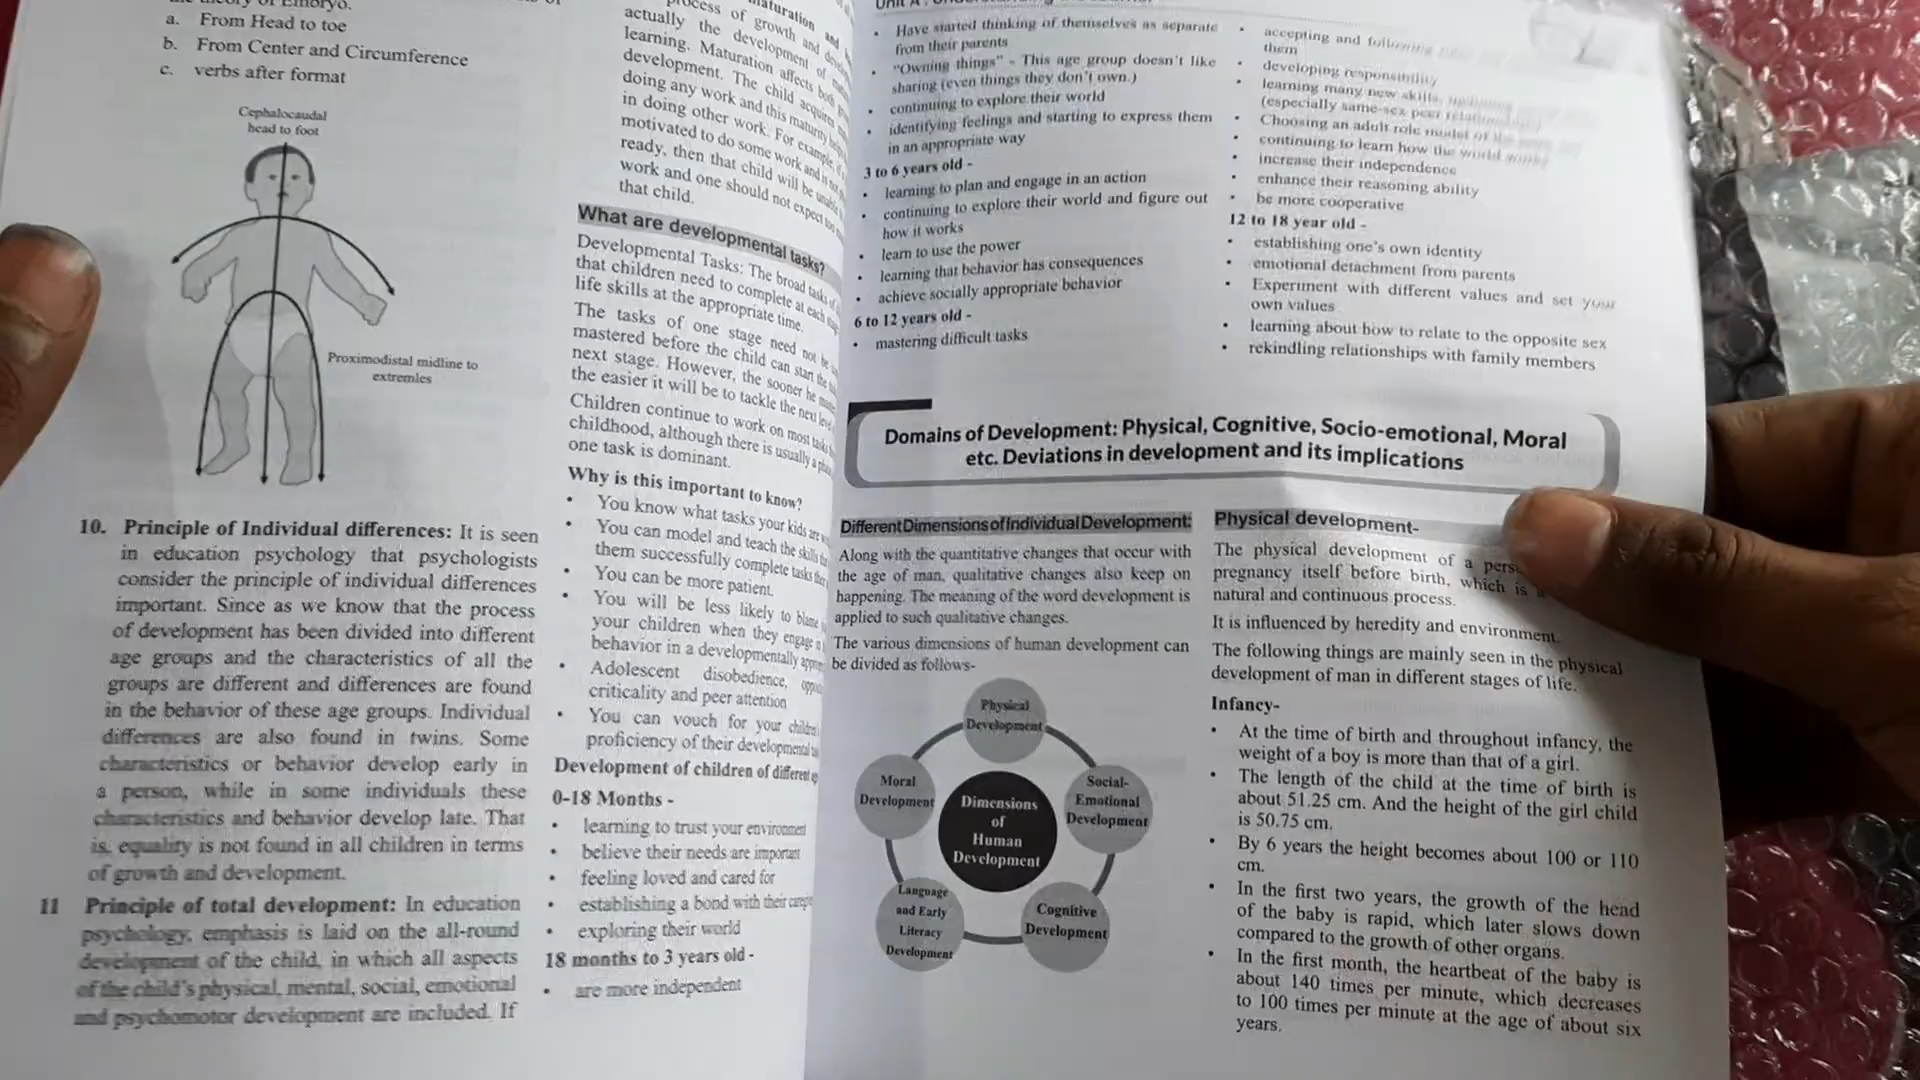 a. From Head to toe
b. From Center and Circumference
c. verbs after format
Cephalocaudal
head to foot
Proximodistal midline to
extremles
10. Principle of Individual differences: It is seen
in education psychology that psychologists
consider the principle of individual differences
important. Since as we know that the process
of development has been divided into different
age groups and the characteristics of all the
groups are different and differences are found
in the behavior of these age groups. Individual
differences are also found in twins. Some
characteristics or behavior develop early in
a person, while in some individuals these
characteristics and behavior develop late. That
is, equality is not found in all children in terms
of growth and development.
11 Principle of total development: In education
psychology, emphasis is laid on the all-round
development of the child, in which all aspects
of the child's physical, mental, social, emotional
and psychomotor development are included. If
maturation and
process of growth and
actually the development of
learning. Maturation affects both
development. The child acquires
doing any work and this maturity
in doing other work. For example, if
motivated to do some work and is not
ready, then that child will be unable
work and one should not expect too
that child.
What are developmental tasks?
Developmental Tasks: The broad tasks
that children need to complete at each
life skills at the appropriate time.
The tasks of one stage need not be
mastered before the child can start the
next stage. However, the sooner he
the easier it will be to tackle the next
Children continue to work on most tasks
childhood, although there is usually a
one task is dominant.
Why is this important to know?
• You know what tasks your kids are
• You can model and teach the skills
them successfully complete tasks
• You can be more patient.
• You will be less likely to blame
your children when they engage
behavior in a developmentally
• Adolescent disobedience,
criticality and peer attention
• You can vouch for your
proficiency of their developmental
Development of children of different
0-18 Months -
• learning to trust your environment
• believe their needs are important
• feeling loved and cared for
• establishing a bond with their
• exploring their world
18 months to 3 years old -
• are more independent
• Have started thinking of themselves as separate
from their parents
• "Owning things" - This age group doesn't like
sharing (even things they don't own.)
• continuing to explore their world
• identifying feelings and starting to express them
in an appropriate way
3 to 6 years old -
• learning to plan and engage in an action
• continuing to explore their world and figure out
how it works
• learn to use the power
• learning that behavior has consequences
• achieve socially appropriate behavior
6 to 12 years old -
• mastering difficult tasks
• accepting and following
them
• developing responsibility
• learning many new skills,
(especially same-sex peer relationships)
• Choosing an adult role model of the
• continuing to learn how the world works
• increase their independence
• enhance their reasoning ability
• be more cooperative
12 to 18 year old -
• establishing one's own identity
• emotional detachment from parents
• Experiment with different values and set your
own values
• learning about how to relate to the opposite sex
• rekindling relationships with family members
Domains of Development: Physical, Cognitive, Socio-emotional, Moral
etc. Deviations in development and its implications
Different Dimensions of Individual Development:
Along with the quantitative changes that occur with
the age of man, qualitative changes also keep on
happening. The meaning of the word development is
applied to such qualitative changes.
The various dimensions of human development can
be divided as follows-
Physical
Development
Moral
Development
Social-
Emotional
Development
Dimensions
of
Human
Development
Language
and Early
Literacy
Development
Cognitive
Development
Physical development-
The physical development of a
pregnancy itself before birth, which is
natural and continuous process.
It is influenced by heredity and environment.
The following things are mainly seen in the physical
development of man in different stages of life.
Infancy-
• At the time of birth and throughout infancy, the
weight of a boy is more than that of a girl.
• The length of the child at the time of birth is
about 51.25 cm. And the height of the girl child
is 50.75 cm.
• By 6 years the height becomes about 100 or 110
cm.
• In the first two years, the growth of the head
of the baby is rapid, which later slows down
compared to the growth of other organs.
• In the first month, the heartbeat of the baby is
about 140 times per minute, which decreases
to 100 times per minute at the age of about six
years.